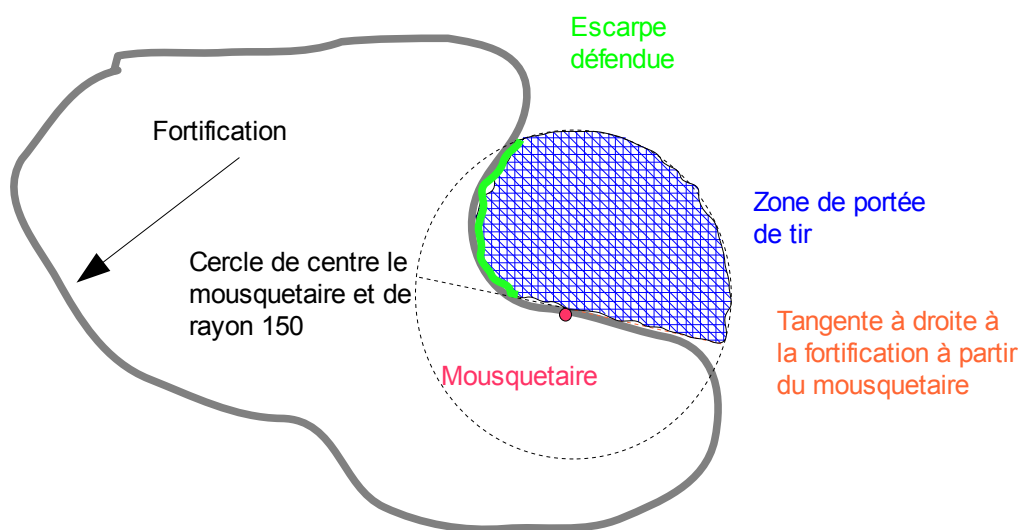 Escarpe
défendue
Fortification
Zone de portée
de tir
Cercle de centre le
mousquetaire et de
rayon 150
Tangente à droite à
la fortification à partir
du mousquetaire
Mousquetaire